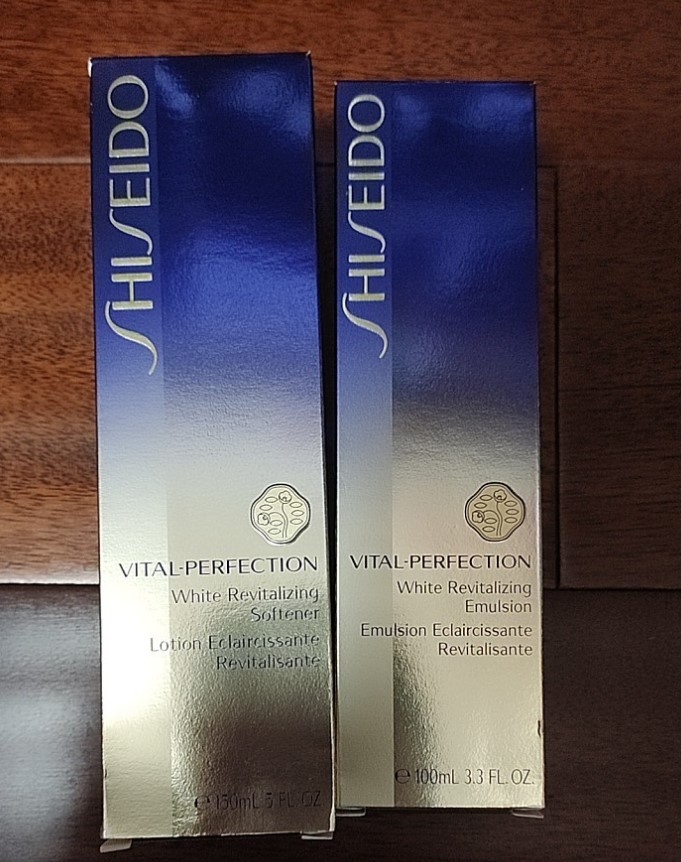 SHISEIDO
VITAL-PERFECTION
White Revitalizing
Softener
Lotion Eclaircissante
Revitalisante
℮ 150mL 5 FL. OZ.
SHISEIDO
VITAL-PERFECTION
White Revitalizing
Emulsion
Emulsion Eclaircissante
Revitalisante
℮ 100mL 3.3 FL. OZ.